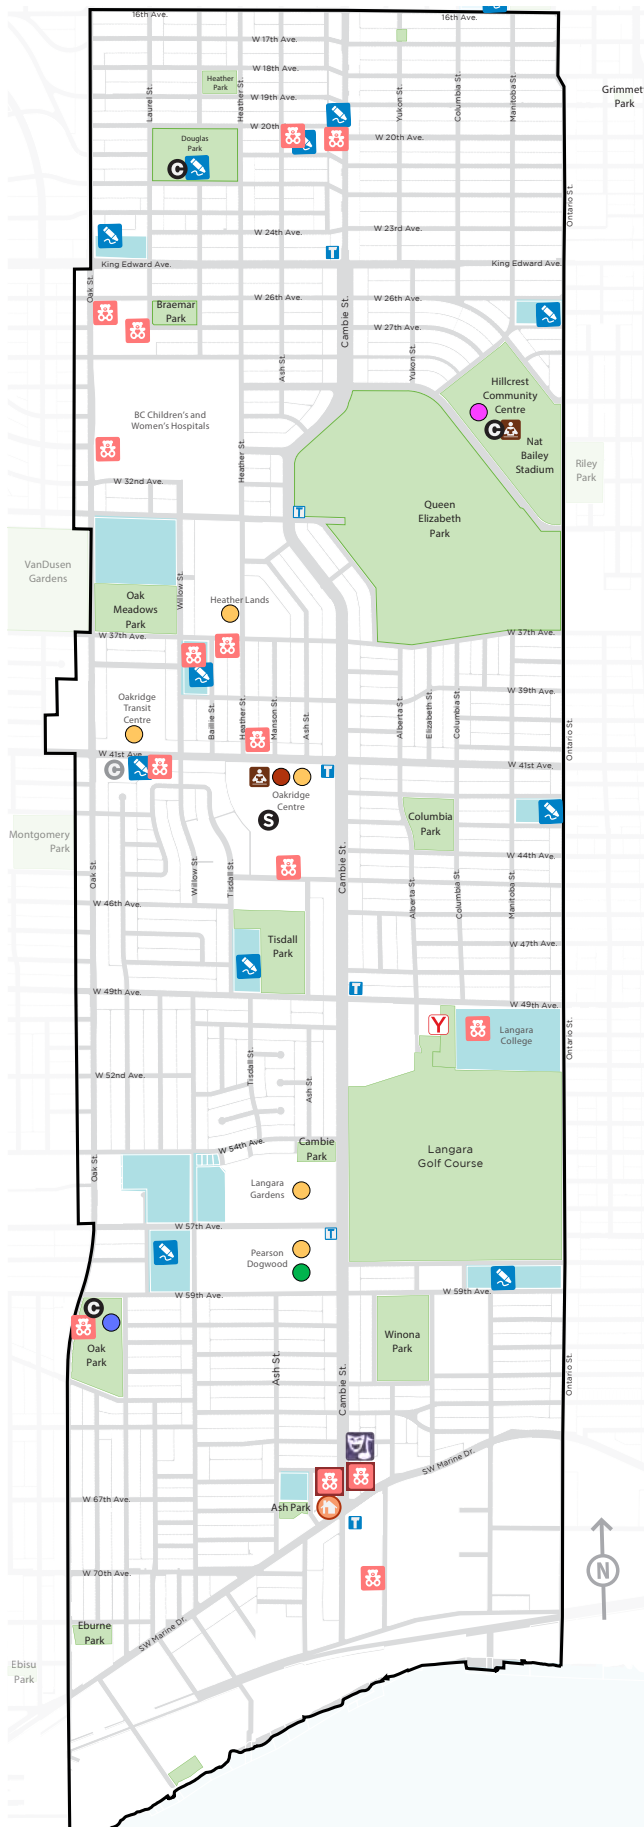 16th Ave.
16th Ave.
W 17th Ave.
W 18th Ave.
Heather
Park
Heather St.
Laurel St.
Yukon St.
Columbia St.
Manitoba St.
Grimmet
Park
W 19th Ave.
W 20th
W 20th Ave.
Douglas
Park
C
Ontario St.
W 24th Ave.
W 23rd Ave.
T
King Edward Ave.
King Edward Ave.
Oak St.
W 26th Ave.
W 26th Ave.
Braemar
Park
Cambie St.
W 27th Ave.
Ash St.
Yukon St.
Hillcrest
Community
Centre
C
BC Children's and
Women's Hospitals
Nat
Bailey
Stadium
Heather St.
Riley
Park
W 32nd Ave.
Queen
Elizabeth
Park
T
VanDusen
Gardens
Willow St.
Oak
Meadows
Park
Heather Lands
W 37th Ave.
W 37th Ave.
Oakridge
Transit
Centre
Baillie St.
Heather St.
Manson St.
Ash St.
Alberta St.
Elizabeth St.
Columbia St.
W 39th Ave.
Ontario St.
W 41st Ave.
W 41st Ave.
C
T
Oakridge
Centre
S
Columbia
Park
Montgomery
Park
Oak St.
Willow St.
Tisdall St.
Cambie St.
W 44th Ave.
Alberta St.
Columbia St.
Manitoba St.
W 46th Ave.
Tisdall
Park
W 47th Ave.
W 49th Ave.
T
W 49th Ave.
Y
Langara
College
Ontario St.
W 52nd Ave.
Tisdall St.
Ash St.
W 54th Ave.
Cambie
Park
Langara
Golf Course
Oak St.
Langara
Gardens
W 57th Ave.
T
Pearson
Dogwood
W 59th Ave.
W 59th Ave.
C
Oak
Park
Winona
Park
Ash St.
Cambie St.
Ontario St.
SW Marine Dr.
W 67th Ave.
Ash Park
T
N
W 70th Ave.
Eburne
Park
SW Marine Dr.
Ebisu
Park